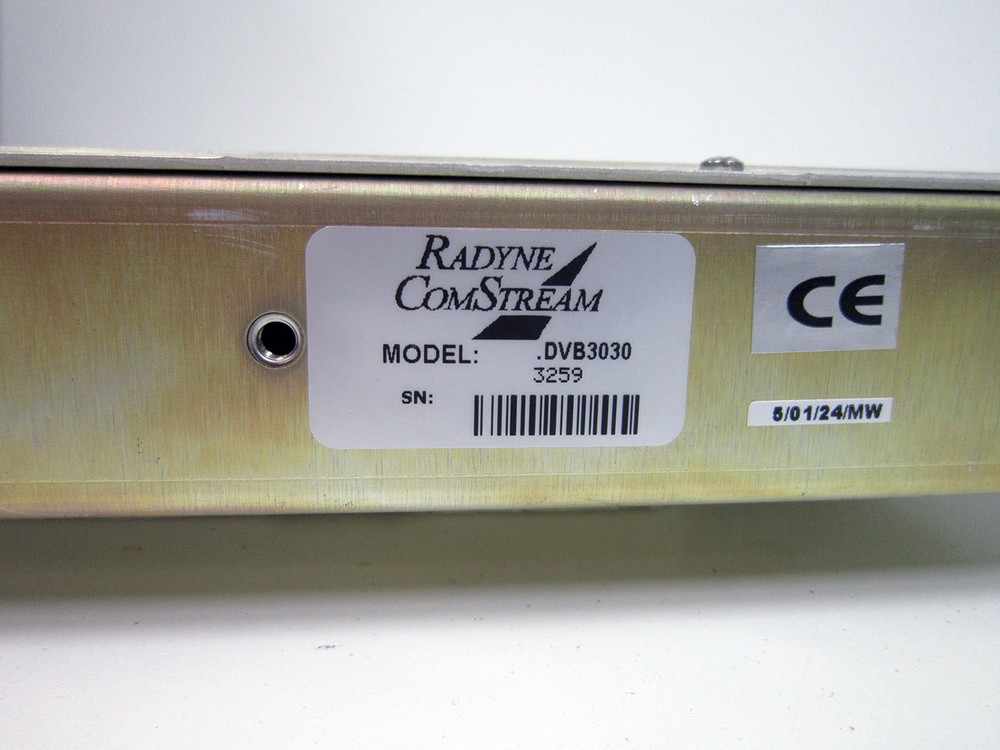 RADYNE
COMSTREAM
MODEL: .DVB3030
3259
SN:
CE
5/01/24/MW